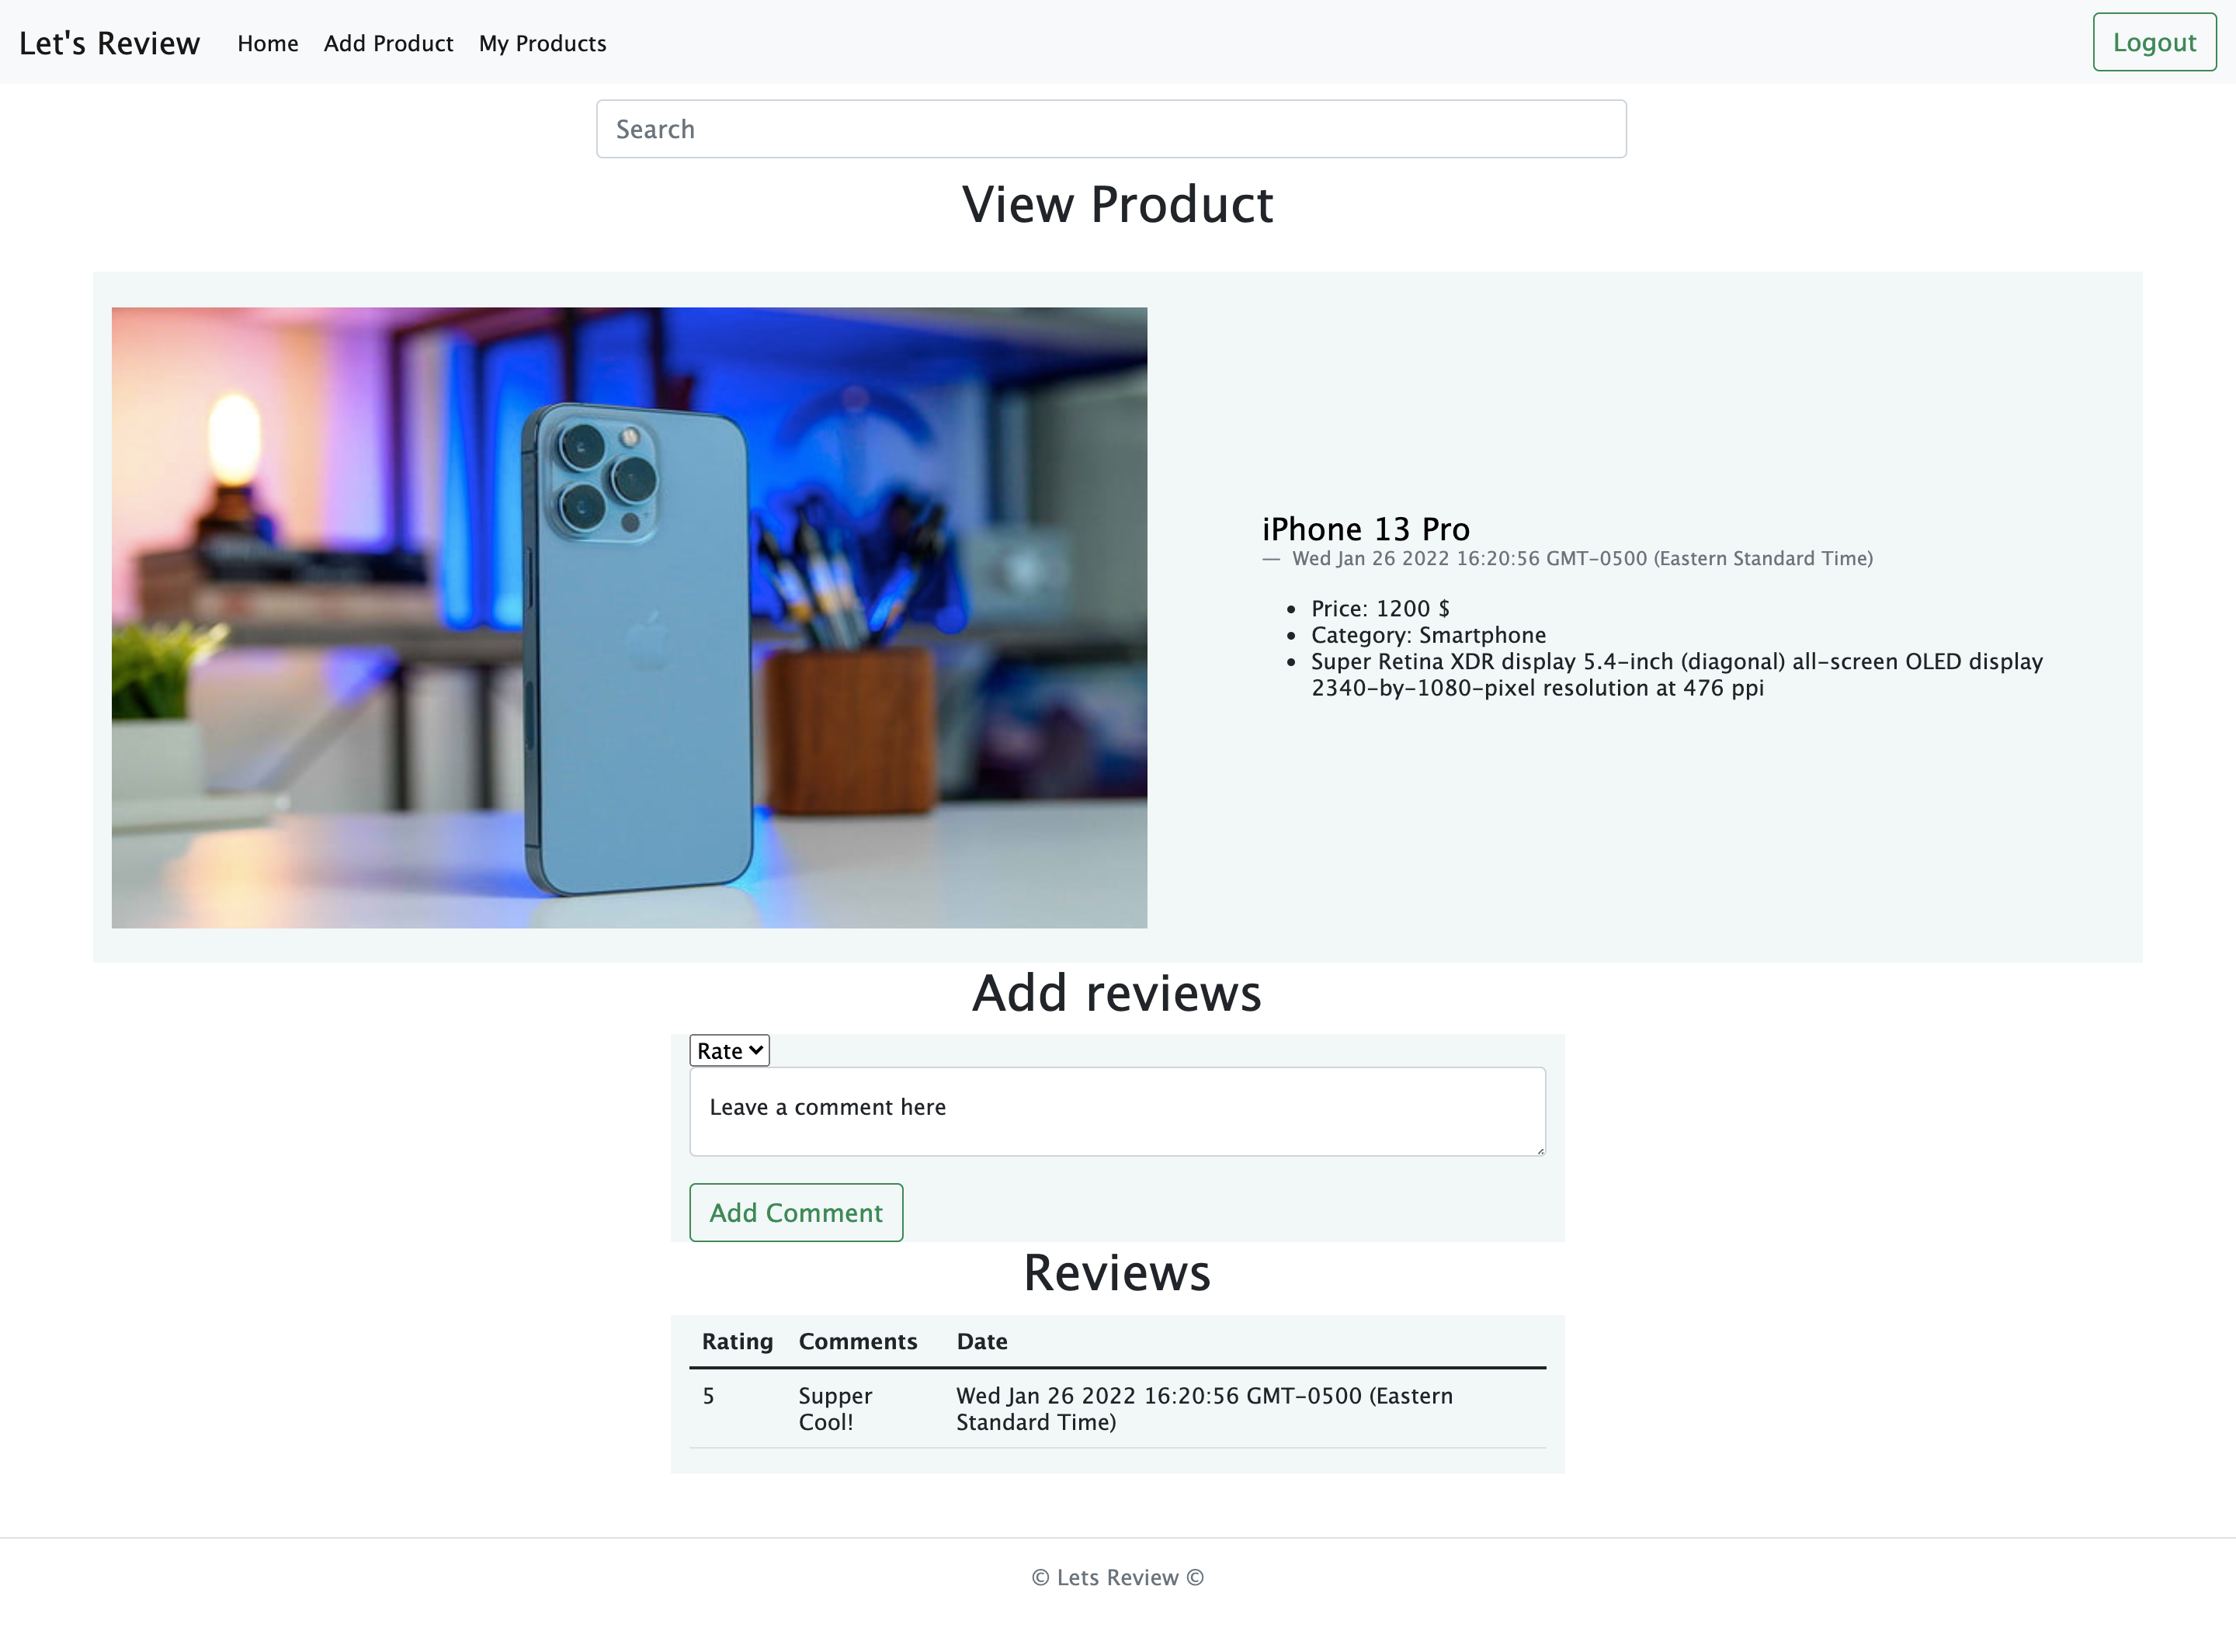 Let's Review Home Add Product My Products Logout
Search
View Product
iPhone 13 Pro
— Wed Jan 26 2022 16:20:56 GMT-0500 (Eastern Standard Time)
• Price: 1200 $
• Category: Smartphone
• Super Retina XDR display 5.4-inch (diagonal) all-screen OLED display
2340-by-1080-pixel resolution at 476 ppi
Add reviews
Rate
Leave a comment here
Add Comment
Reviews
Rating Comments Date
5 Supper Wed Jan 26 2022 16:20:56 GMT-0500 (Eastern
Cool! Standard Time)
© Lets Review ©